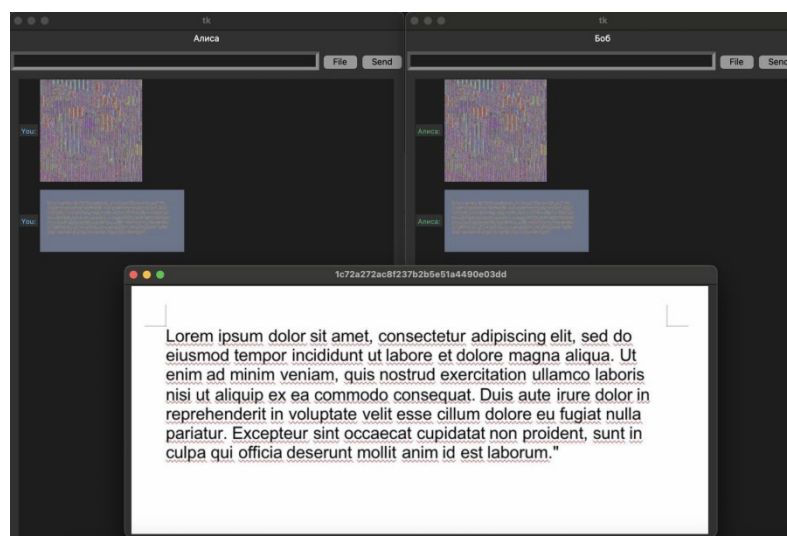 tk
Алиса
File Send
You:
You:
tk
Боб
File Send
Алиса:
Алиса:
1c72a272ac8f237b2b5e51a4490e03dd
Lorem ipsum dolor sit amet, consectetur adipiscing elit, sed do
eiusmod tempor incididunt ut labore et dolore magna aliqua. Ut
enim ad minim veniam, quis nostrud exercitation ullamco laboris
nisi ut aliquip ex ea commodo consequat. Duis aute irure dolor in
reprehenderit in voluptate velit esse cillum dolore eu fugiat nulla
pariatur. Excepteur sint occaecat cupidatat non proident, sunt in
culpa qui officia deserunt mollit anim id est laborum."